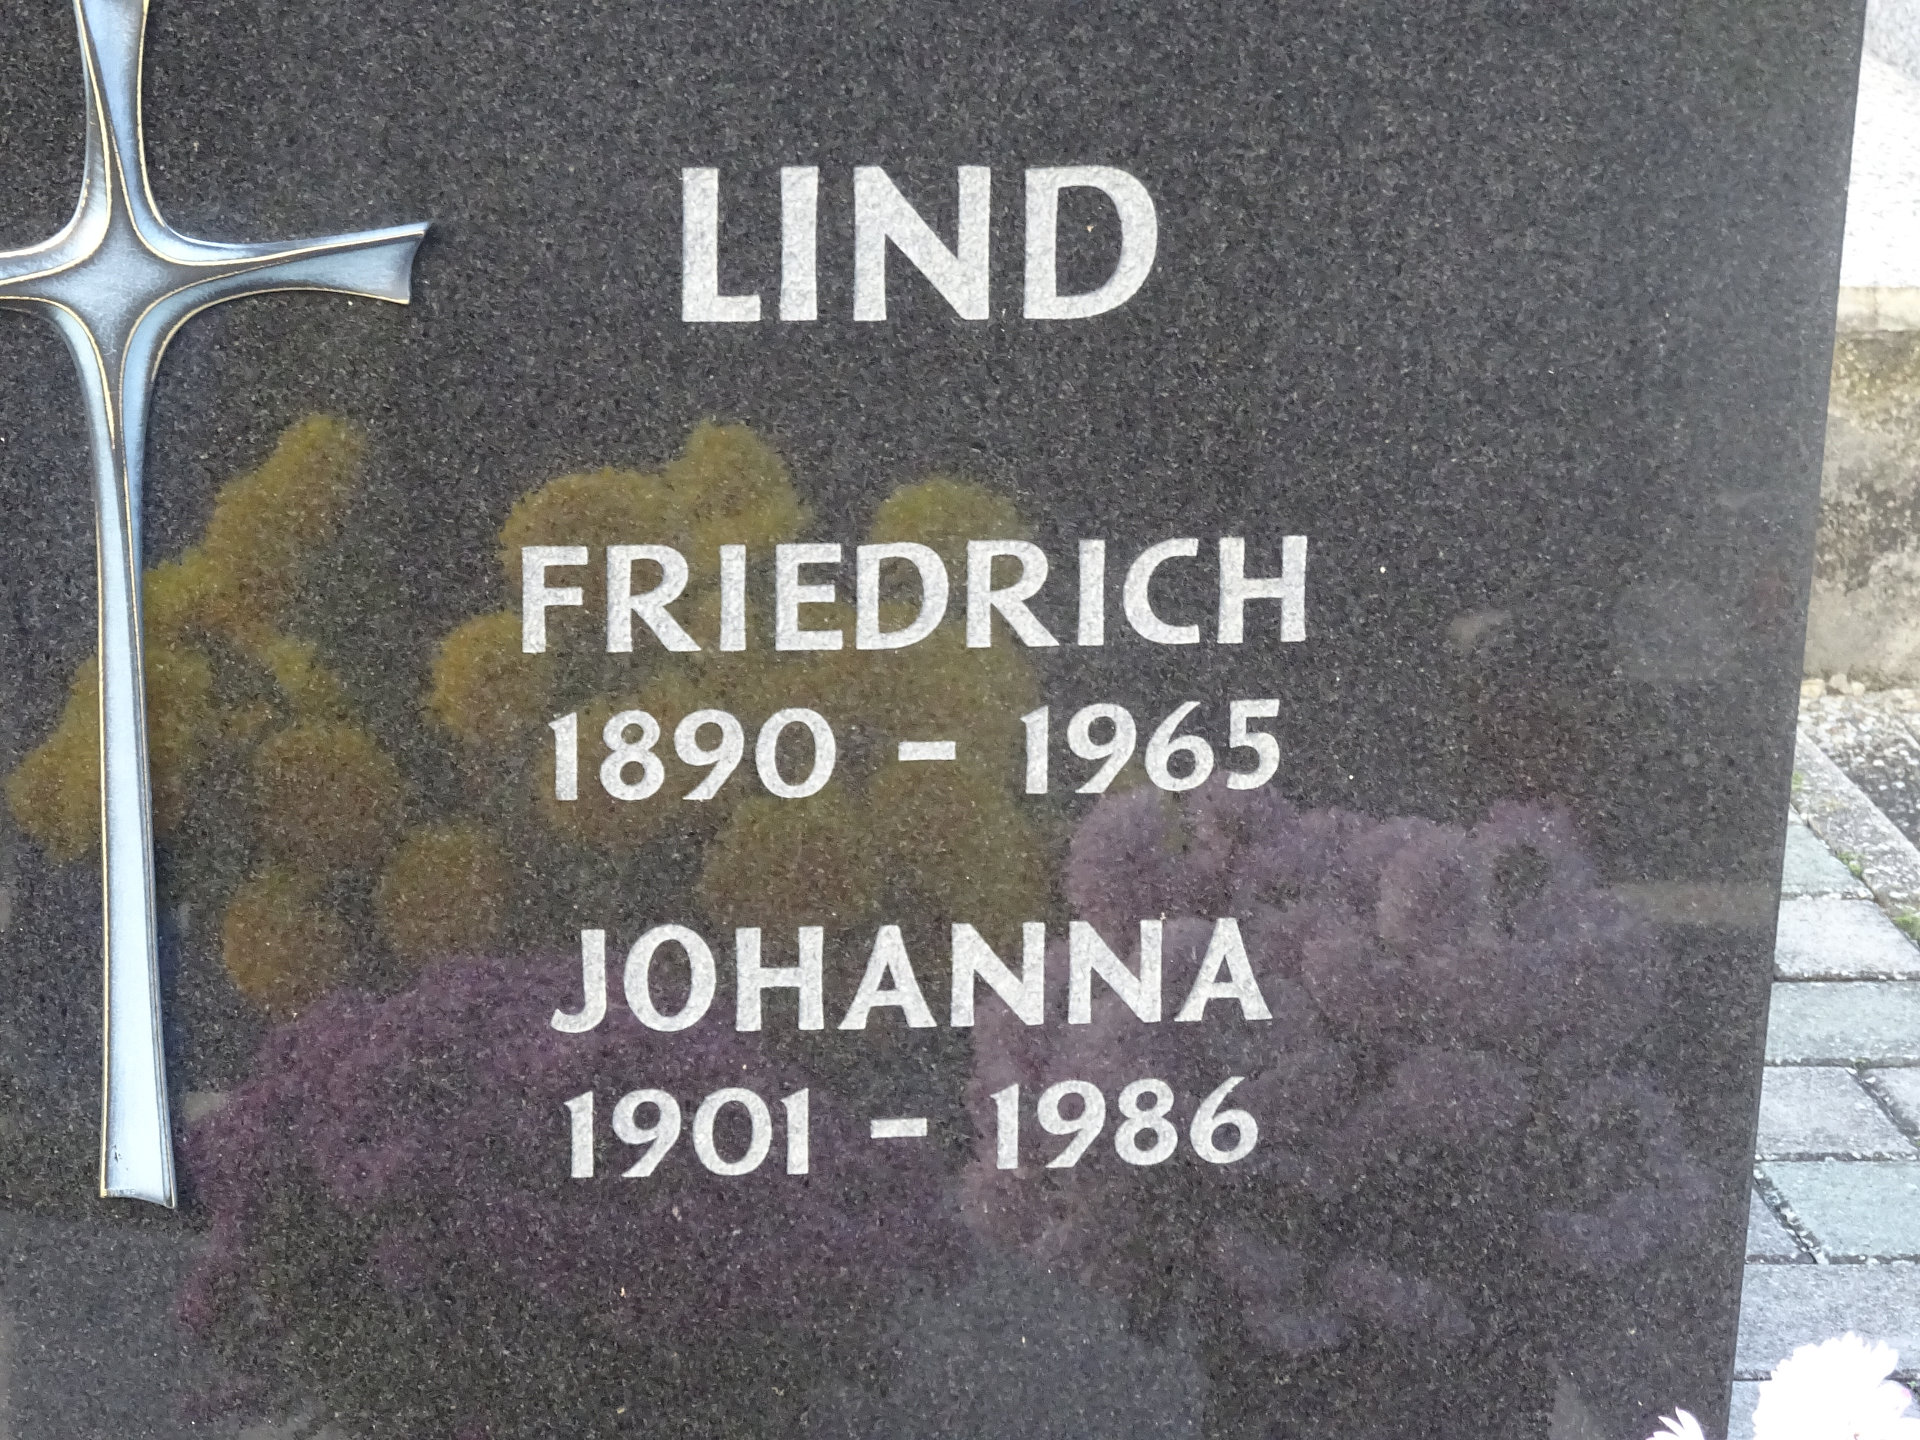 LIND
FRIEDRICH
1890 – 1965
JOHANNA
1901 – 1986